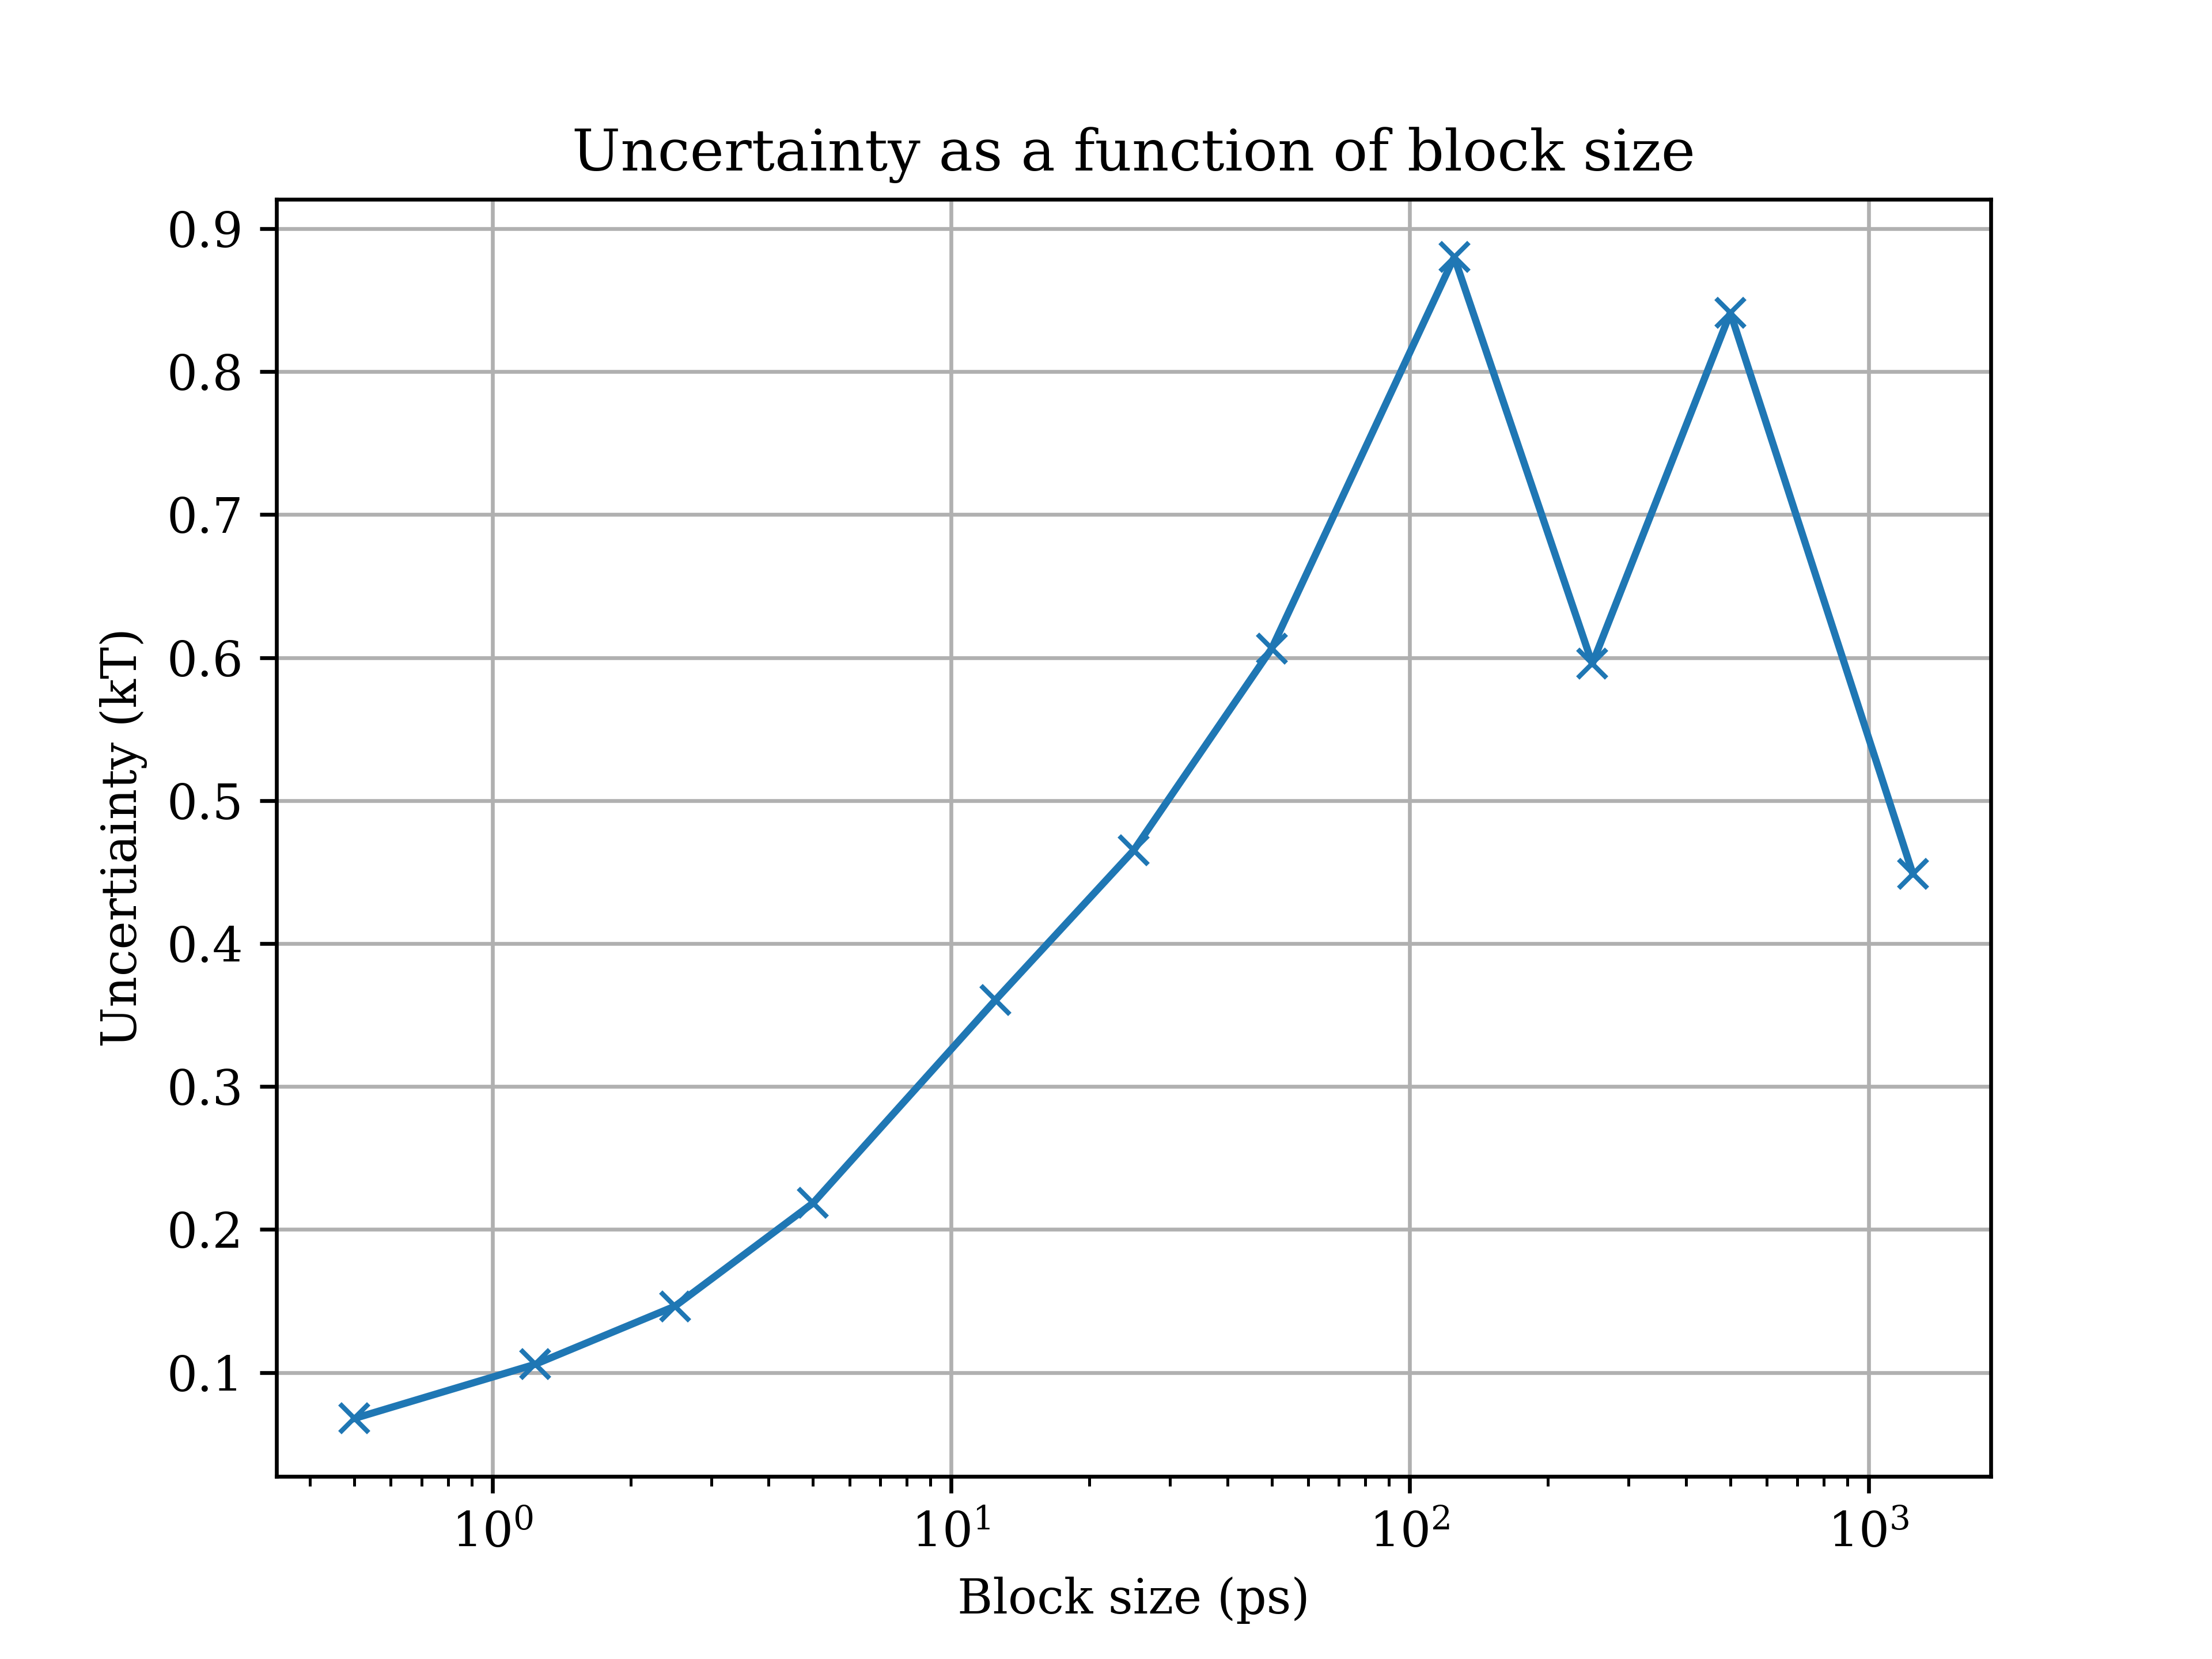 Uncertainty as a function of block size
0.9
0.8
0.7
0.6
0.5
0.4
0.3
0.2
0.1
Uncertiainty (kT)
10⁰ 10¹ 10² 10³
Block size (ps)